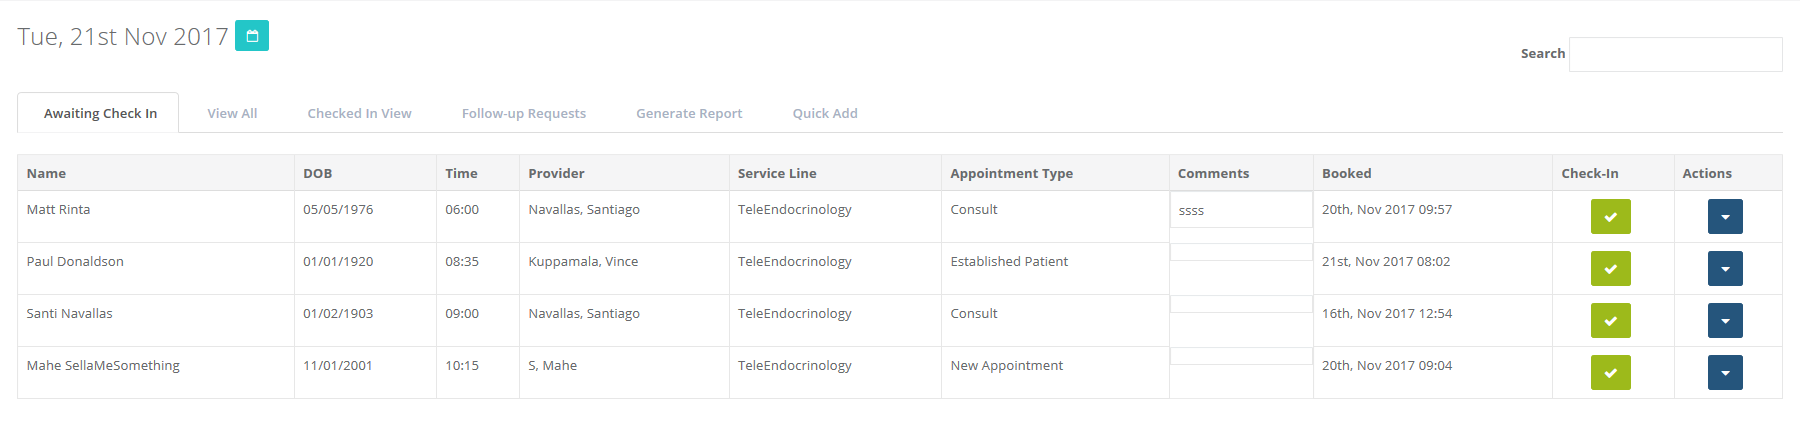 Tue, 21st Nov 2017
Search
Awaiting Check In View All Checked In View Follow-up Requests Generate Report Quick Add
Name DOB Time Provider Service Line Appointment Type Comments Booked Check-In Actions
Matt Rinta 05/05/1976 06:00 Navallas, Santiago TeleEndocrinology Consult ssss 20th, Nov 2017 09:57
Paul Donaldson 01/01/1920 08:35 Kuppamala, Vince TeleEndocrinology Established Patient 21st, Nov 2017 08:02
Santi Navallas 01/02/1903 09:00 Navallas, Santiago TeleEndocrinology Consult 16th, Nov 2017 12:54
Mahe SellaMeSomething 11/01/2001 10:15 S, Mahe TeleEndocrinology New Appointment 20th, Nov 2017 09:04